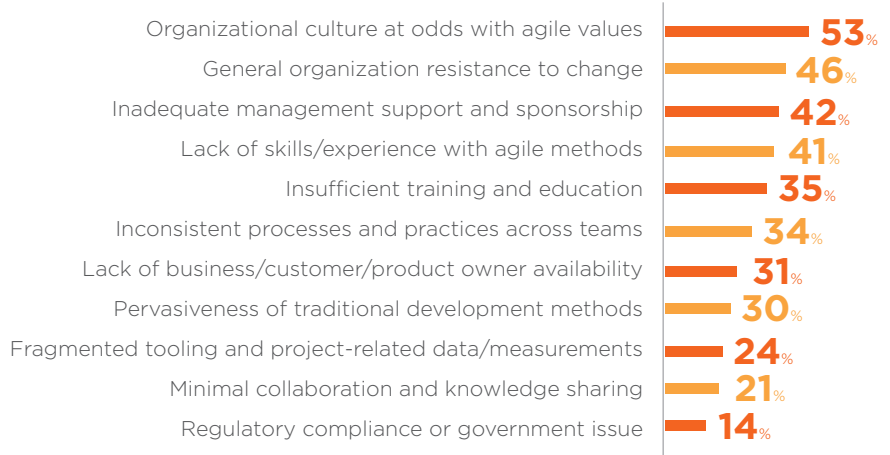 Organizational culture at odds with agile values 53%
General organization resistance to change 46%
Inadequate management support and sponsorship 42%
Lack of skills/experience with agile methods 41%
Insufficient training and education 35%
Inconsistent processes and practices across teams 34%
Lack of business/customer/product owner availability 31%
Pervasiveness of traditional development methods 30%
Fragmented tooling and project-related data/measurements 24%
Minimal collaboration and knowledge sharing 21%
Regulatory compliance or government issue 14%